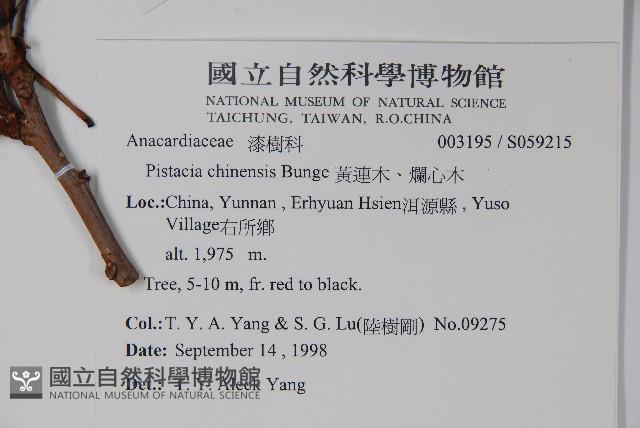 國立自然科學博物館
NATIONAL MUSEUM OF NATURAL SCIENCE
TAICHUNG, TAIWAN, R.O.CHINA
Anacardiaceae 漆樹科 003195 / S059215
Pistacia chinensis Bunge 黃連木、爛心木
Loc.:China, Yunnan , Erhyuan Hsien洱源縣 , Yuso
Village右所鄉
alt. 1,975 m.
Tree, 5-10 m, fr. red to black.
Col.: T. Y. A. Yang & S. G. Lu(陸樹剛) No.09275
Date: September 14 , 1998
Det.: T. Y. Aleck Yang
國立自然科學博物館
NATIONAL MUSEUM OF NATURAL SCIENCE